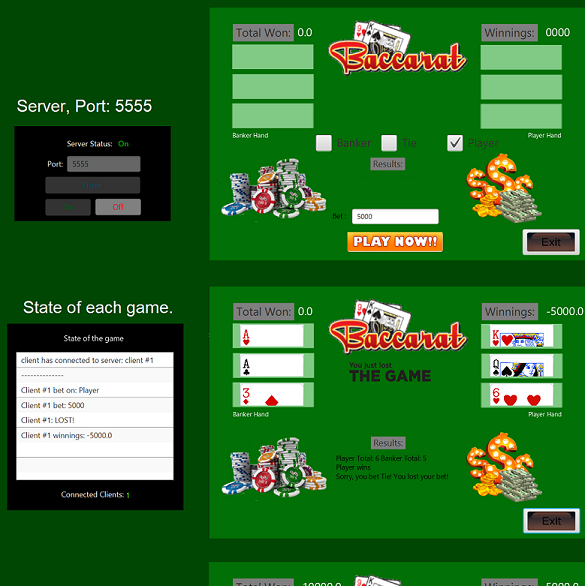 Total Won: 0.0
Baccarat
Winnings: 0000
Server, Port: 5555
Server Status: On
Port: 5555
Off
Banker Hand
Player Hand
Banker
Tie
Player
Results:
Bet :
5000
PLAY NOW!!
Exit
State of each game.
State of the game
client has connected to server: client #1
--------------
Client #1 bet on: Player
Client #1 bet: 5000
Client #1: LOST!
Client #1 winnings: -5000.0
Connected Clients: 1
Total Won: 0.0
Baccarat
Winnings: -5000.0
A
K
You just lost
THE GAME
A
Q
3
6
Banker Hand
Player Hand
Results:
Player Total: 6 Banker Total: 5
Player wins
Sorry, you bet Tie! You lost your bet!
Exit